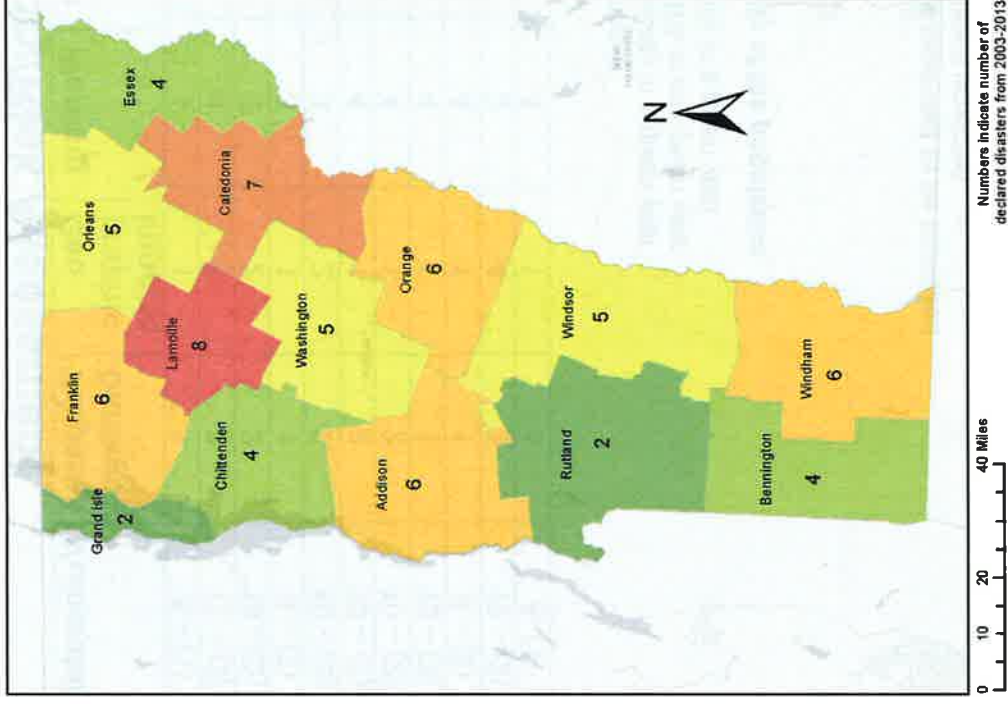 Essex
4
Orleans
5
Franklin
6
Grand Isle
2
Lamoille
8
Caledonia
7
Chittenden
4
Washington
5
Orange
6
Addison
6
Windsor
5
Rutland
2
Windham
6
Bennington
4
N
0 10 20 40 Miles
Numbers indicate number of
declared disasters from 2003-2013